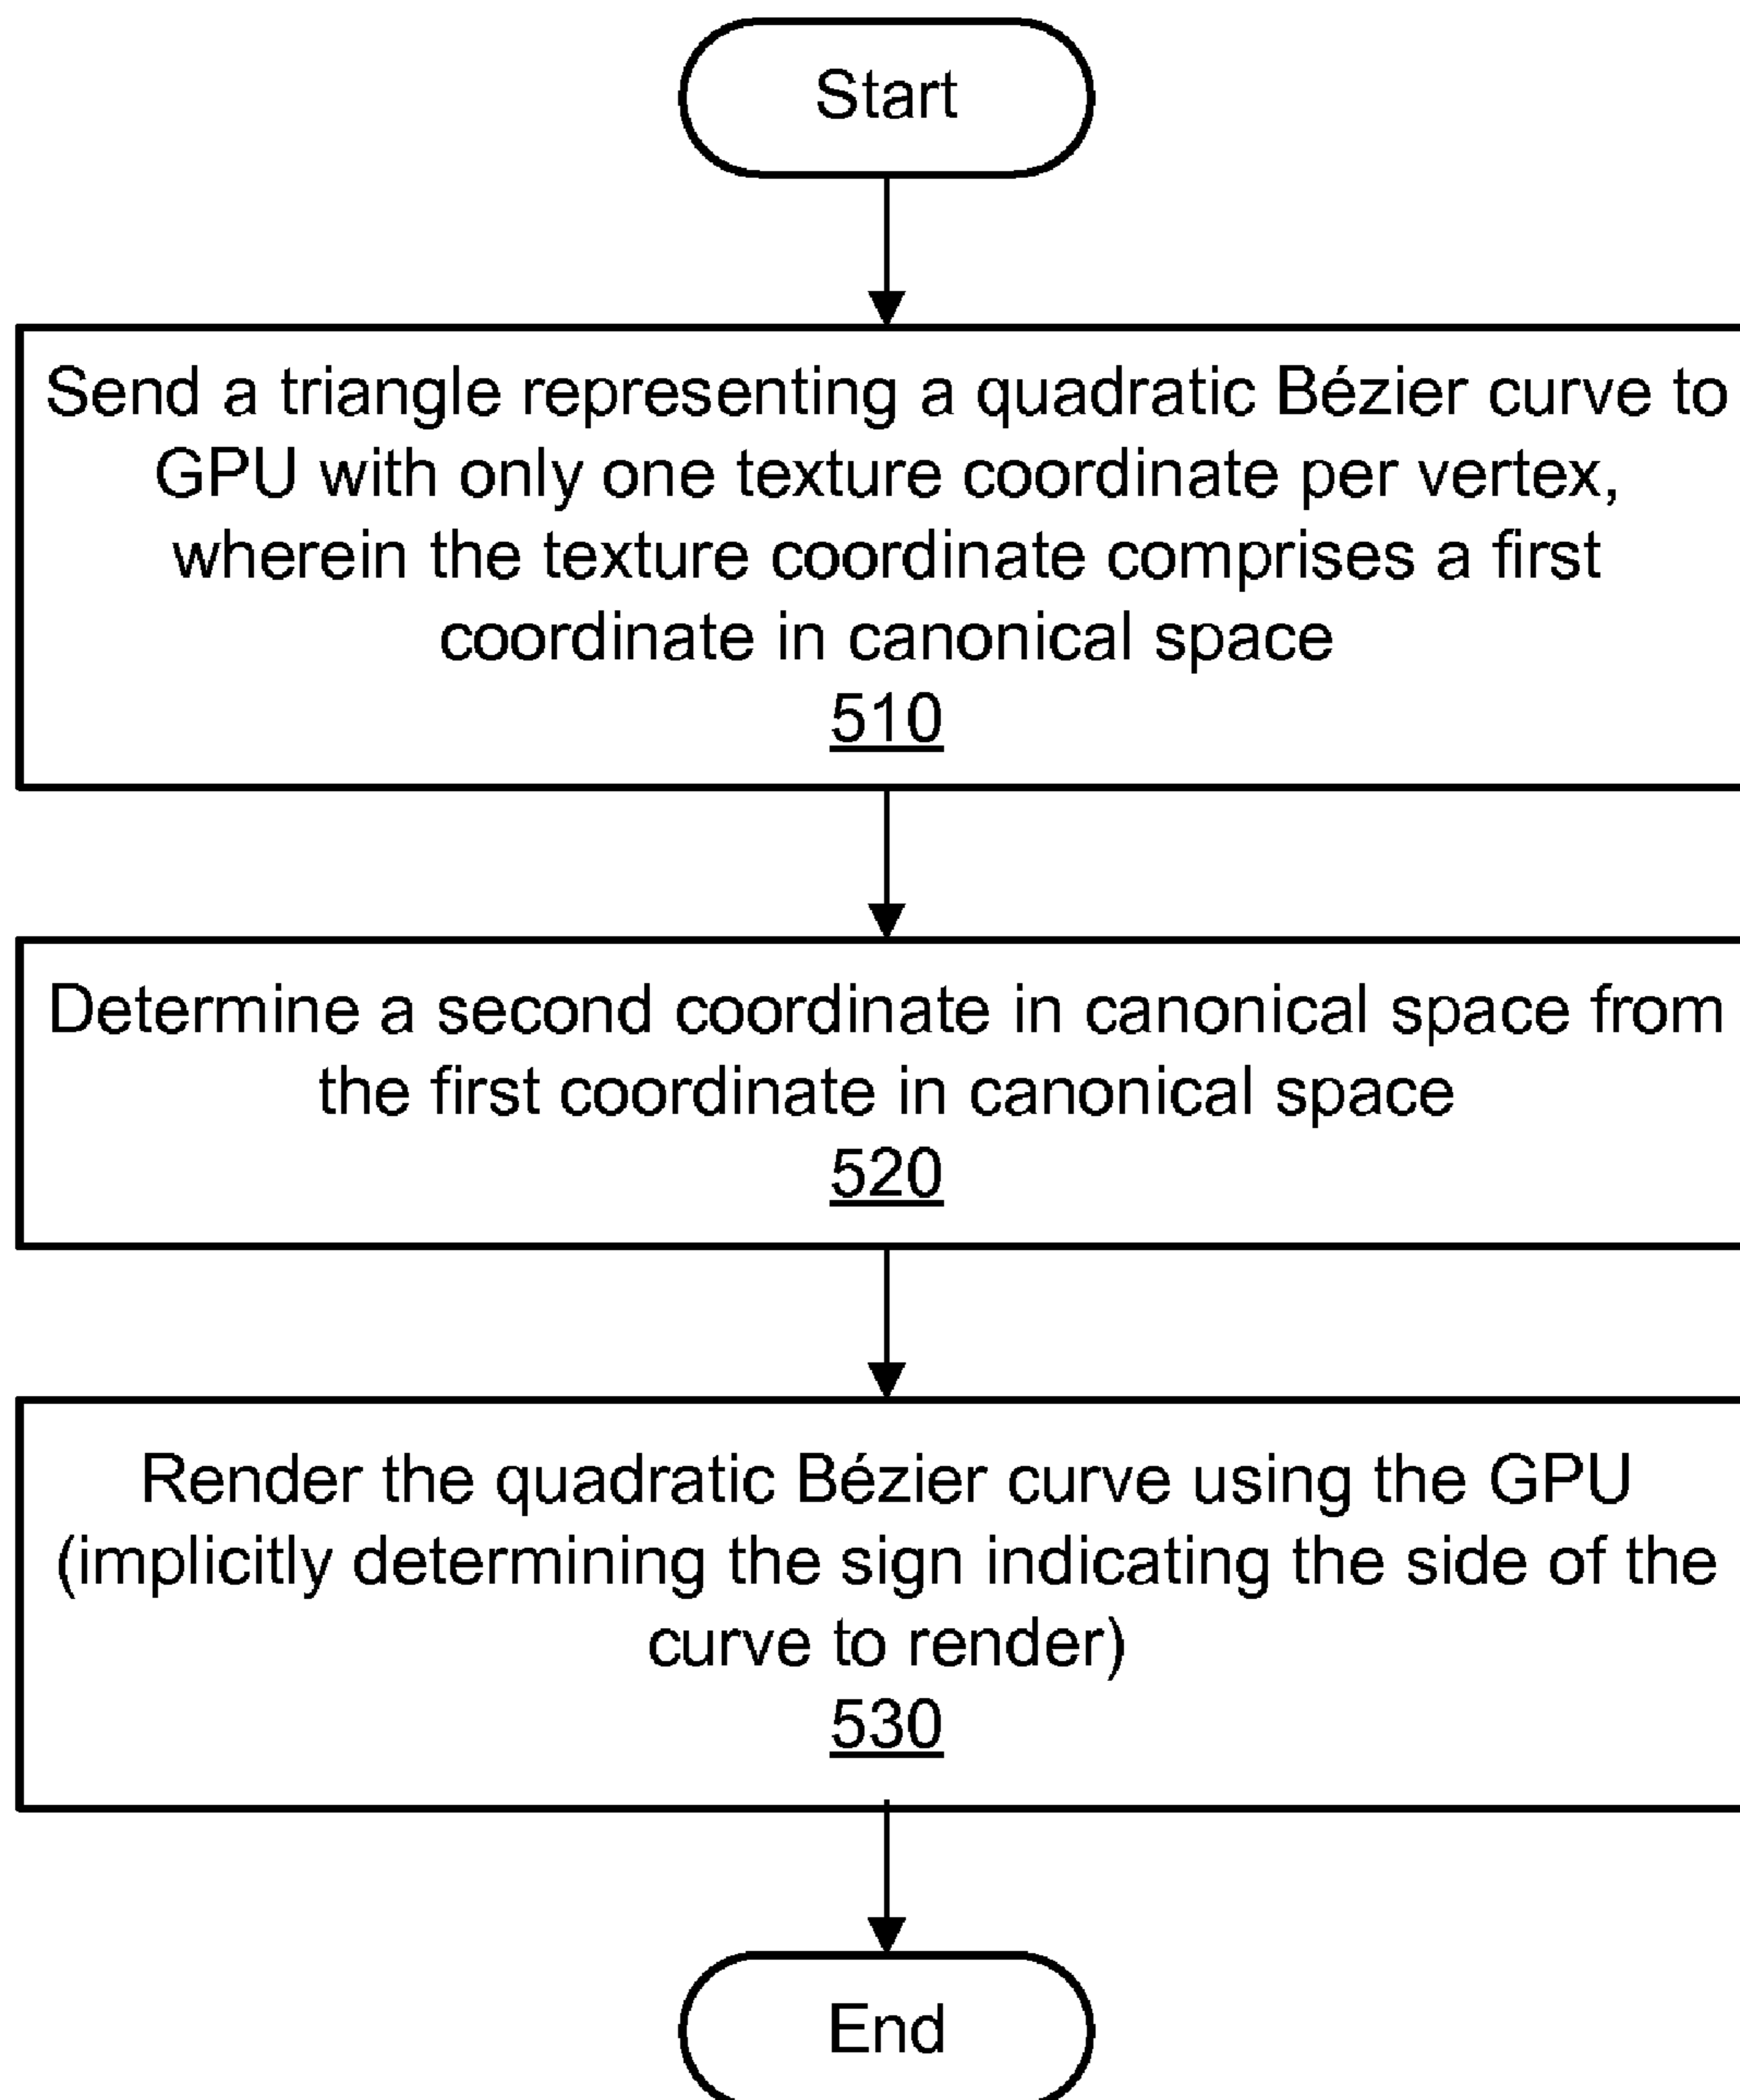 Start
Send a triangle representing a quadratic Bézier curve to
GPU with only one texture coordinate per vertex,
wherein the texture coordinate comprises a first
coordinate in canonical space
510
Determine a second coordinate in canonical space from
the first coordinate in canonical space
520
Render the quadratic Bézier curve using the GPU
(implicitly determining the sign indicating the side of the
curve to render)
530
End